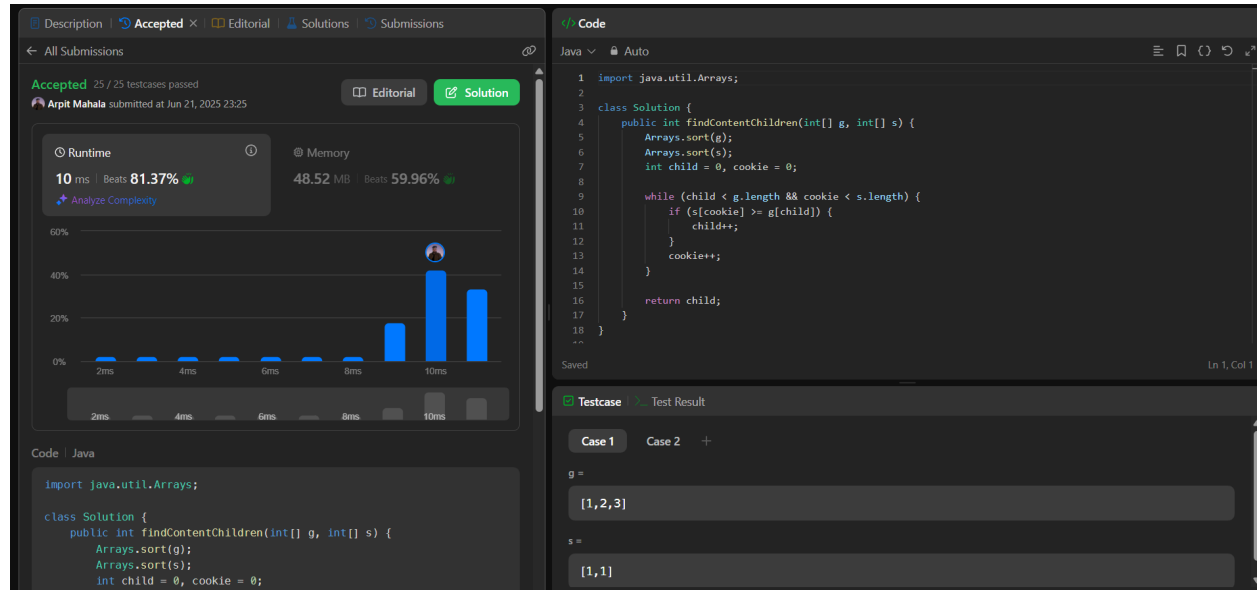 Description
Accepted
Editorial
Solutions
Submissions
All Submissions
Accepted 25 / 25 testcases passed
Arpit Mahala submitted at Jun 21, 2025 23:25
Editorial
Solution
Runtime
10 ms | Beats 81.37%
Analyze Complexity
Memory
48.52 MB | Beats 59.96%
60%
40%
20%
0%
2ms 4ms 6ms 8ms 10ms
2ms 4ms 6ms 8ms 10ms
Code | Java
import java.util.Arrays;
class Solution {
public int findContentChildren(int[] g, int[] s) {
Arrays.sort(g);
Arrays.sort(s);
int child = 0, cookie = 0;
</> Code
Java
Auto
1 import java.util.Arrays;
2
3 class Solution {
4 public int findContentChildren(int[] g, int[] s) {
5 Arrays.sort(g);
6 Arrays.sort(s);
7 int child = 0, cookie = 0;
8
9 while (child < g.length && cookie < s.length) {
10 if (s[cookie] >= g[child]) {
11 child++;
12 }
13 cookie++;
14 }
15
16 return child;
17 }
18 }
Saved
Ln 1, Col 1
Testcase
>_ Test Result
Case 1
Case 2
+
g =
[1,2,3]
s =
[1,1]